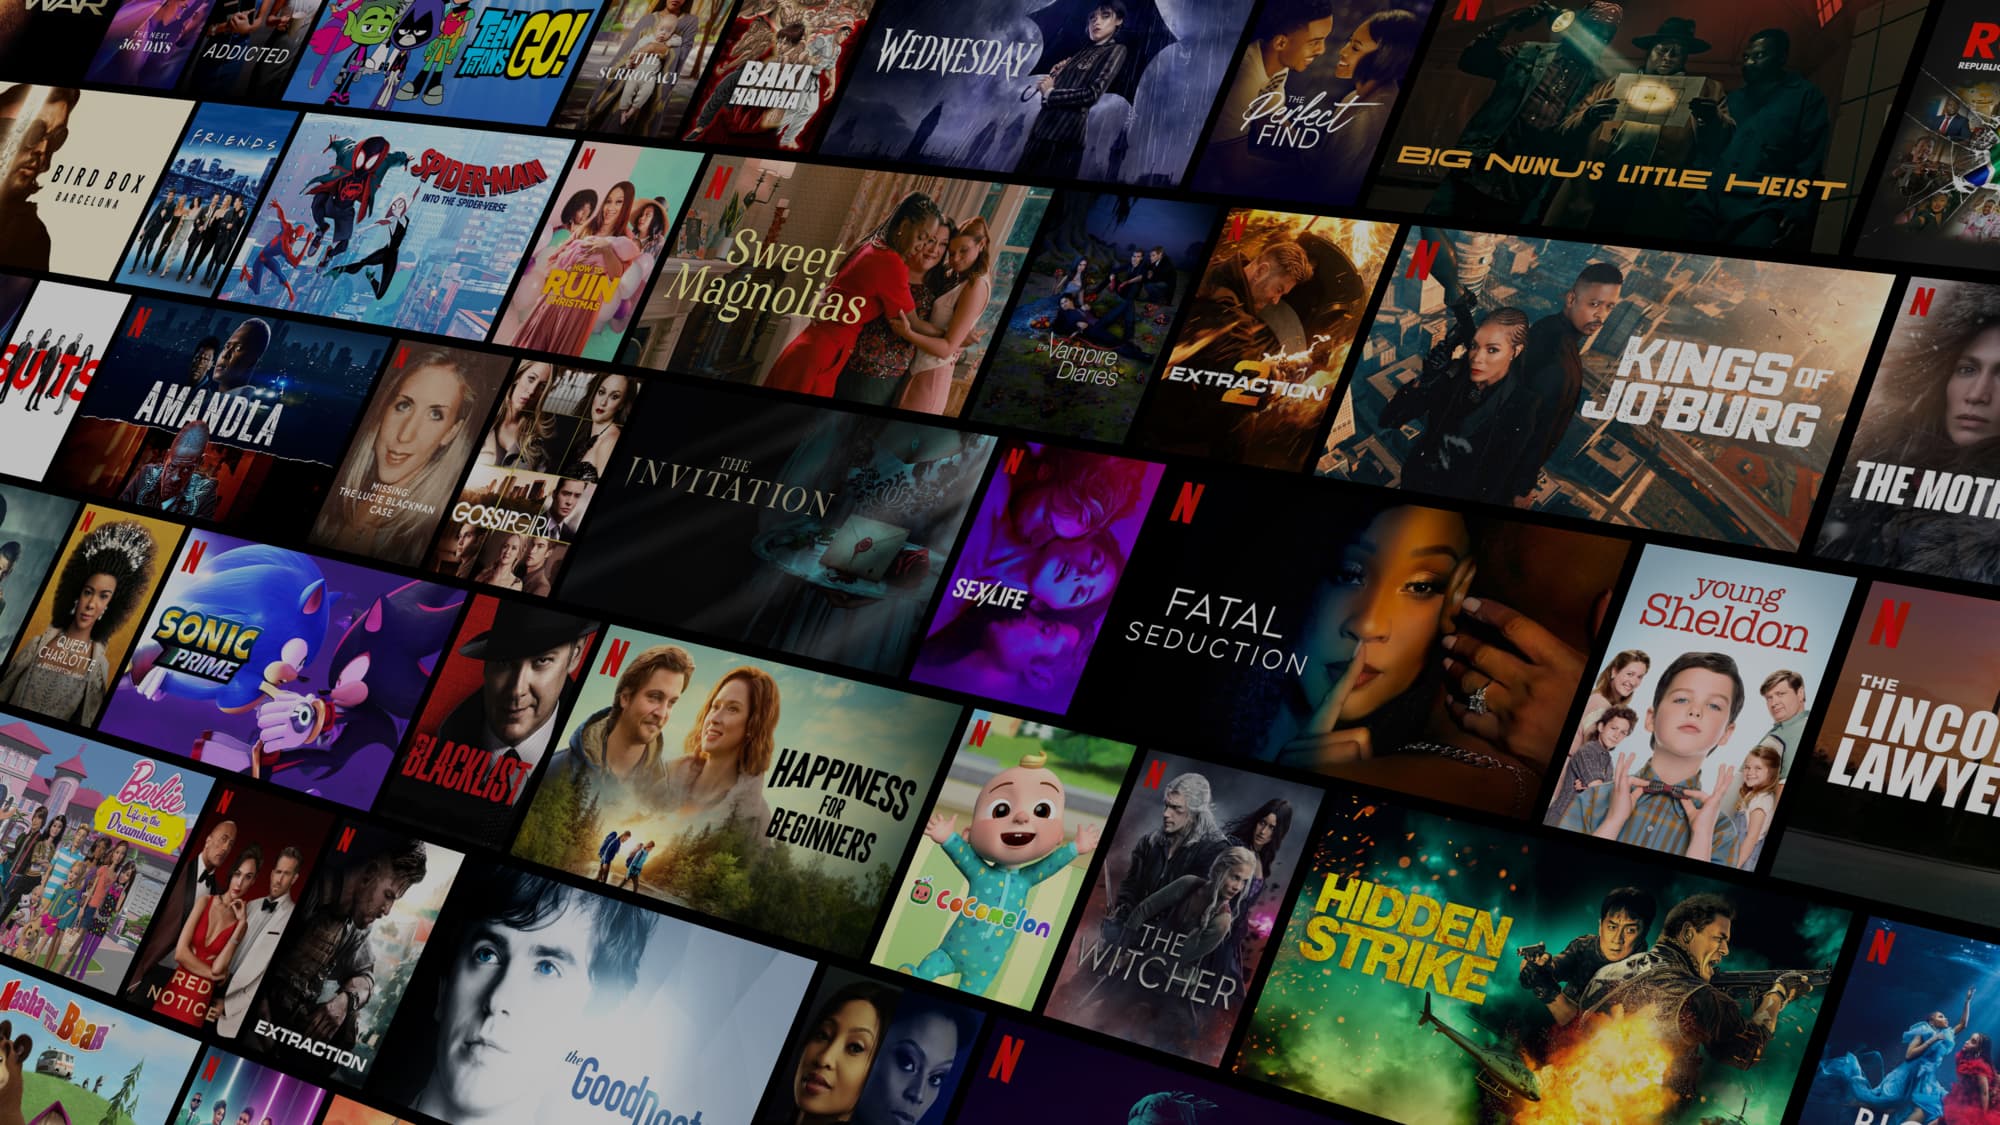 WAR
THE NEXT
365 DAYS
ADDICTED
TEEN
TITANS
GO!
THE
SURROGACY
BAKI
HANMA
WEDNESDAY
THE
Perfect
FIND
BIG NUNU'S LITTLE HEIST
R
REPUBLIC
BIRD BOX
BARCELONA
FRIENDS
SPIDER-MAN
INTO THE SPIDER-VERSE
N
HOW TO
RUIN
CHRISTMAS
N
Sweet
Magnolias
the Vampire
Diaries
N
EXTRACTION
2
N
KINGS OF
JO'BURG
N
THE MOTH
SUITS
N
AMANDLA
N
MISSING:
THE LUCIE BLACKMAN
CASE
GOSSIP GIRL
THE
INVITATION
N
SEX/LIFE
N
FATAL
SEDUCTION
young
Sheldon
N
THE
LINCO
LAWYE
N
QUEEN
CHARLOTTE
A BRIDGERTON STORY
N
SONIC
PRIME
THE
BLACKLIST
N
HAPPINESS
FOR
BEGINNERS
N
CoComelon
N
THE
WITCHER
HIDDEN
STRIKE
N
Barbie
Life in the
Dreamhouse
N
RED
NOTICE
N
EXTRACTION
the
Good Doct
N
Masha and The Bear
N